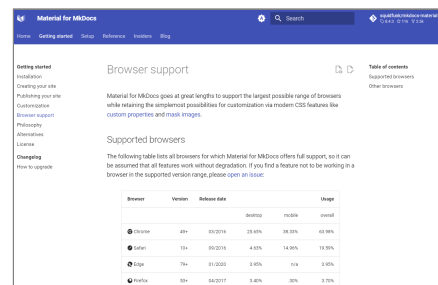 Material for MkDocs
Search
squidfunk/mkdocs-material
Home Getting started Setup Reference Insiders Blog
Getting started
Installation
Creating your site
Publishing your site
Customization
Browser support
Philosophy
Alternatives
License
Changelog
How to upgrade
Browser support
Material for MkDocs goes at great lengths to support the largest possible range of browsers
while retaining the simplemost possibilities for customization via modern CSS features like
custom properties and mask images.
Supported browsers
The following table lists all browsers for which Material for MkDocs offers full support, so it can
be assumed that all features work without degradation. If you find a feature not to be working in a
browser in the supported version range, please open an issue:
Browser Version Release date Usage
desktop mobile overall
Chrome 49+ 03/2016 25.65% 38.33% 63.98%
Safari 10+ 09/2016 4.63% 14.96% 19.59%
Edge 79+ 01/2020 3.95% n/a 3.95%
Firefox 53+ 04/2017 3.40% .30% 3.70%
Table of contents
Supported browsers
Other browsers